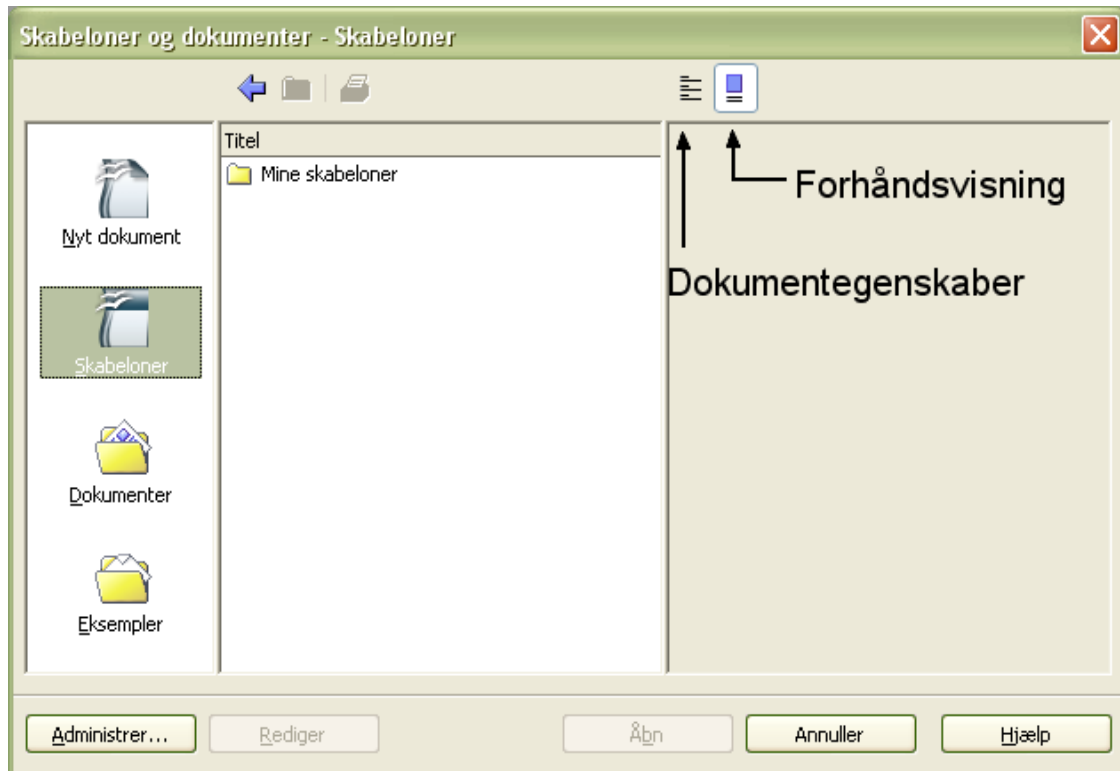 Skabeloner og dokumenter - Skabeloner
Titel
Mine skabeloner
Nyt dokument
Skabeloner
Dokumenter
Eksempler
Forhåndsvisning
Dokumentegenskaber
Administrer...
Rediger
Åbn
Annuller
Hjælp